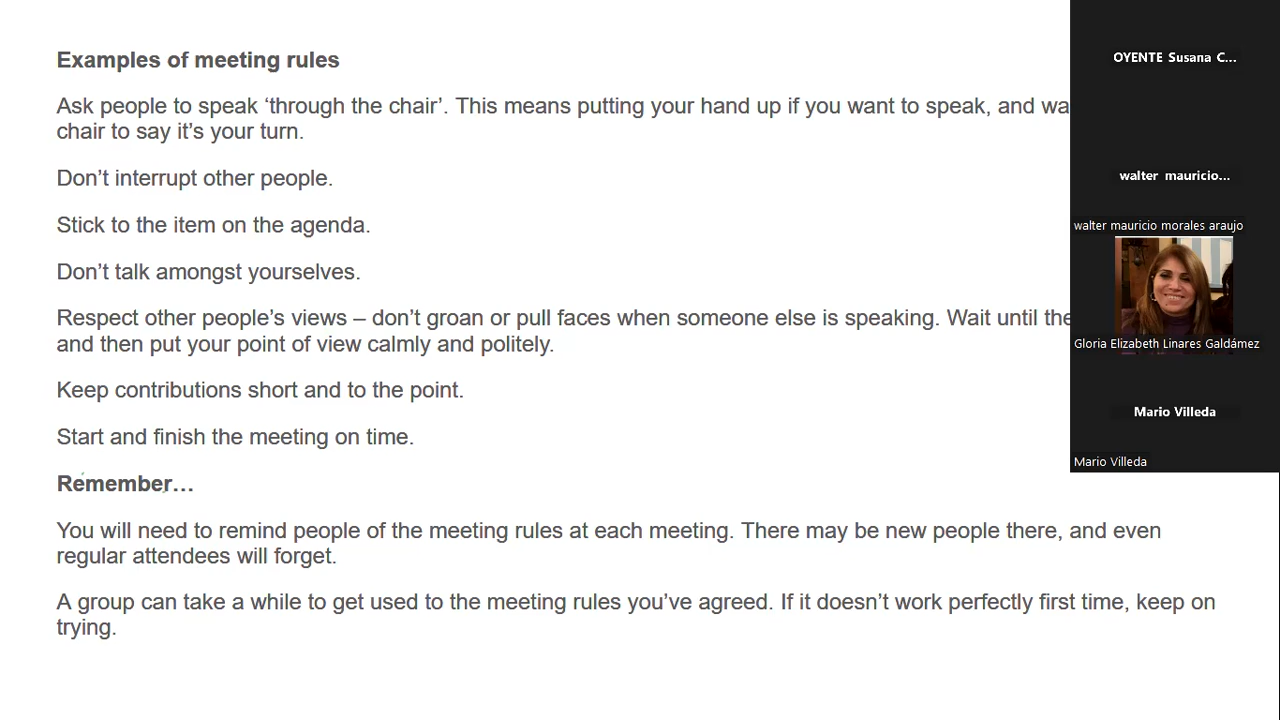 Examples of meeting rules
Ask people to speak ‘through the chair’. This means putting your hand up if you want to speak, and
chair to say it’s your turn.
Don’t interrupt other people.
Stick to the item on the agenda.
Don’t talk amongst yourselves.
Respect other people’s views – don’t groan or pull faces when someone else is speaking. Wait until
and then put your point of view calmly and politely.
Keep contributions short and to the point.
Start and finish the meeting on time.
Remember…
You will need to remind people of the meeting rules at each meeting. There may be new people there, and even
regular attendees will forget.
A group can take a while to get used to the meeting rules you’ve agreed. If it doesn’t work perfectly first time, keep on
trying.
OYENTE Susana C...
walter mauricio...
walter mauricio morales araujo
Gloria Elizabeth Linares Galdámez
Mario Villeda
Mario Villeda